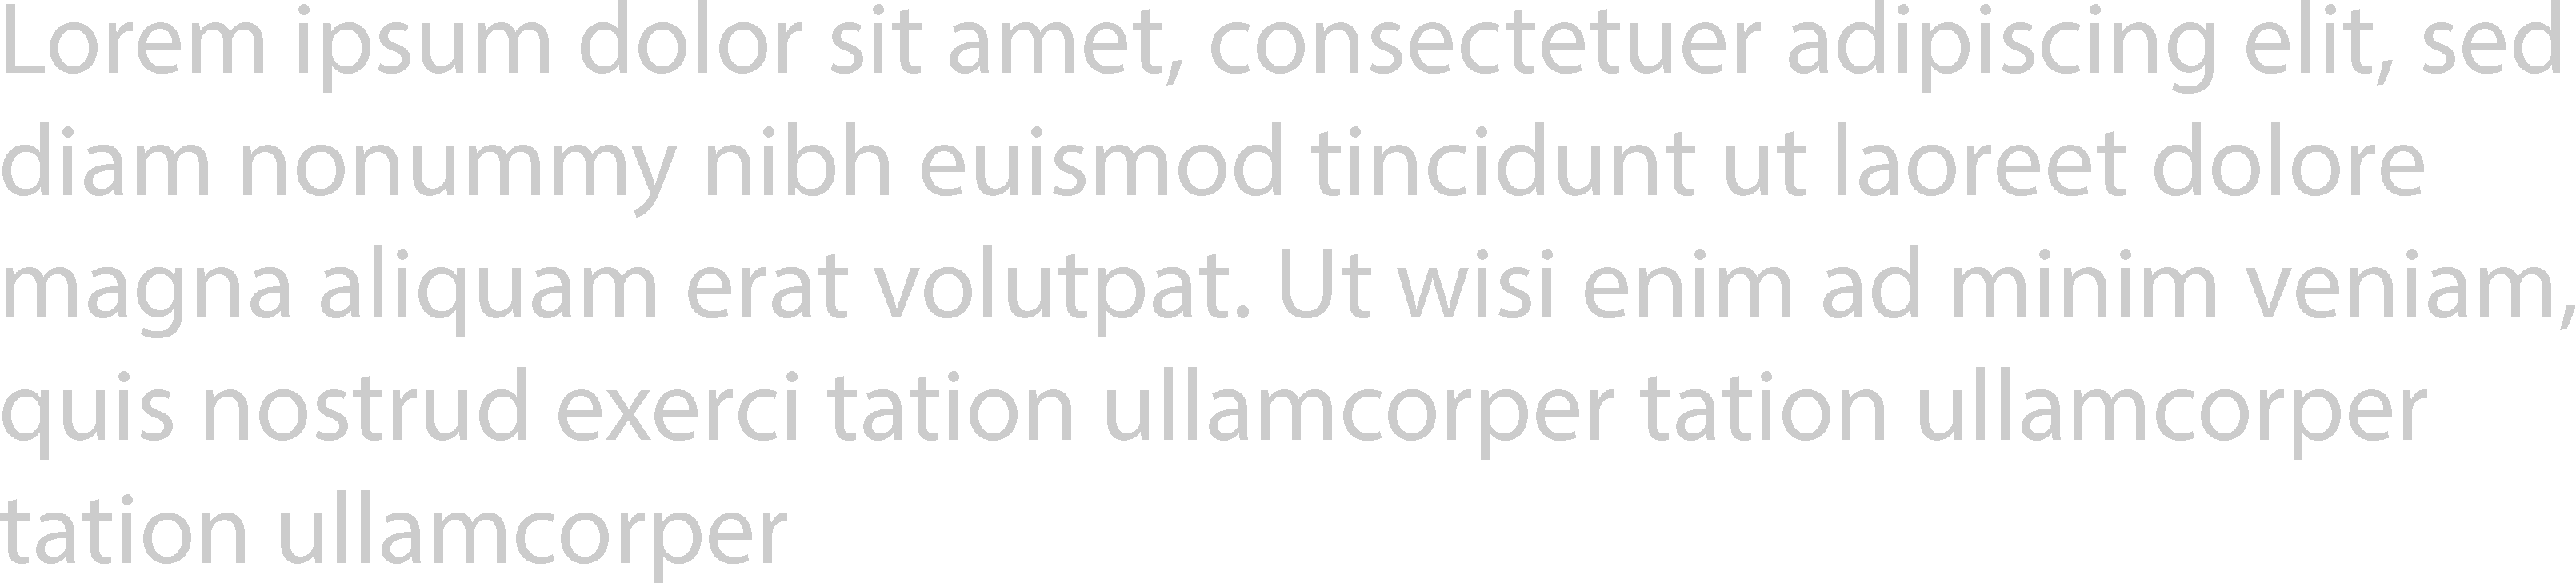 Lorem ipsum dolor sit amet, consectetuer adipiscing elit, sed
diam nonummy nibh euismod tincidunt ut laoreet dolore
magna aliquam erat volutpat. Ut wisi enim ad minim veniam,
quis nostrud exerci tation ullamcorper tation ullamcorper
tation ullamcorper